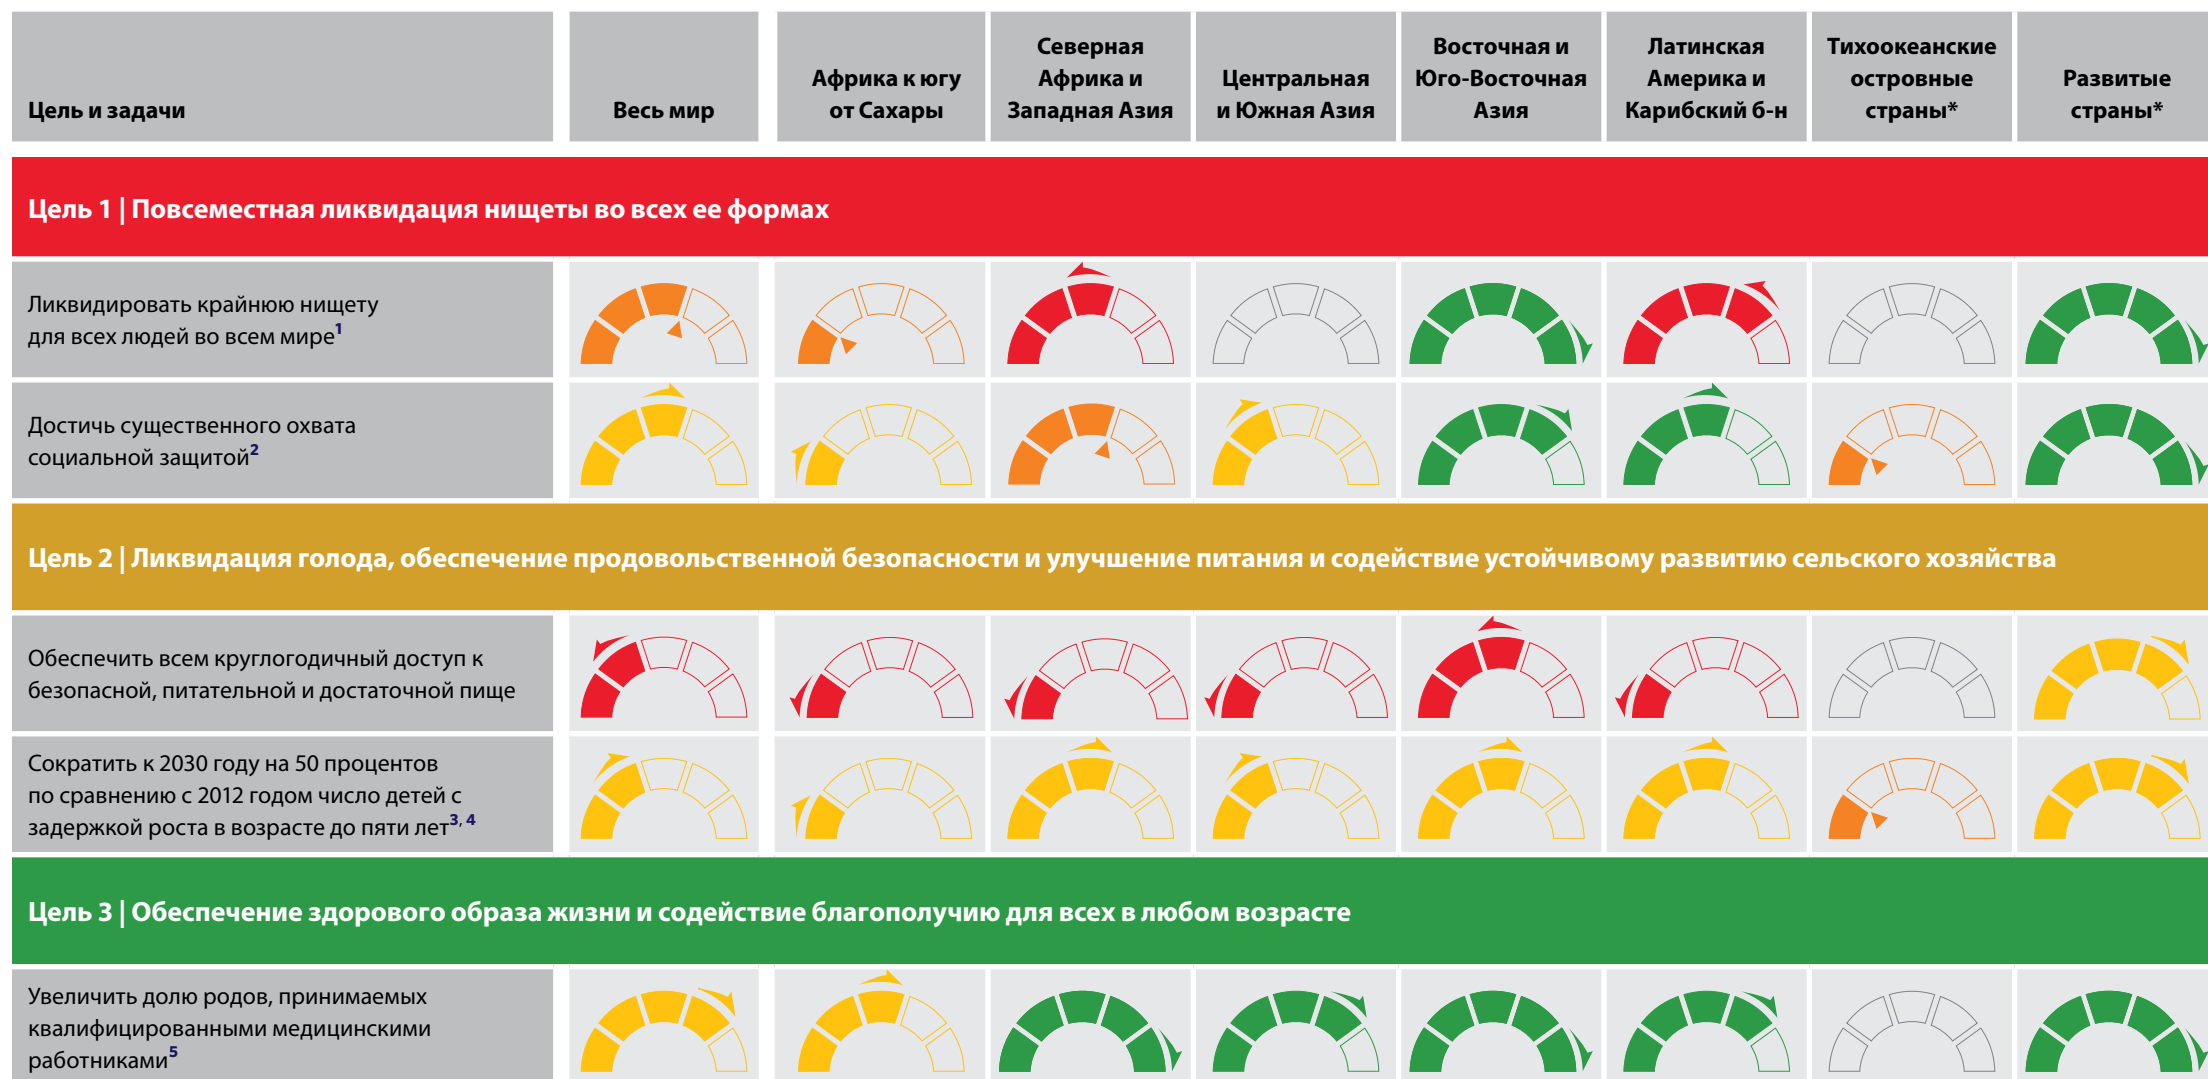 Цель и задачи
Весь мир
Африка к югу
от Сахары
Северная
Африка и
Западная Азия
Центральная
и Южная Азия
Восточная и
Юго-Восточная
Азия
Латинская
Америка и
Карибский б-н
Тихоокеанские
островные
страны*
Развитые
страны*
Цель 1 | Повсеместная ликвидация нищеты во всех ее формах
Ликвидировать крайнюю нищету
для всех людей во всем мире1
Достичь существенного охвата
социальной защитой2
Цель 2 | Ликвидация голода, обеспечение продовольственной безопасности и улучшение питания и содействие устойчивому развитию сельского хозяйства
Обеспечить всем круглогодичный доступ к
безопасной, питательной и достаточной пище
Сократить к 2030 году на 50 процентов
по сравнению с 2012 годом число детей с
задержкой роста в возрасте до пяти лет3, 4
Цель 3 | Обеспечение здорового образа жизни и содействие благополучию для всех в любом возрасте
Увеличить долю родов, принимаемых
квалифицированными медицинскими
работниками5